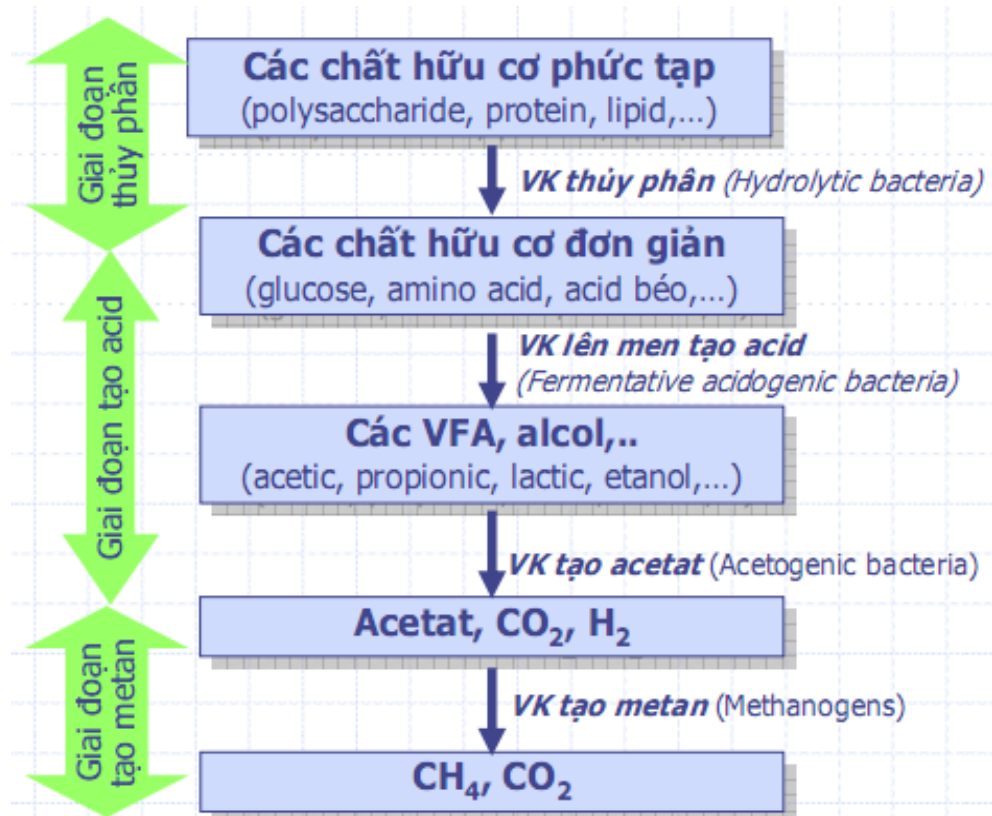 Giai đoạn
thủy phân
Các chất hữu cơ phức tạp
(polysaccharide, protein, lipid,...)
VK thủy phân (Hydrolytic bacteria)
Các chất hữu cơ đơn giản
(glucose, amino acid, acid béo,...)
Giai đoạn tạo acid
VK lên men tạo acid
(Fermentative acidogenic bacteria)
Các VFA, alcol,..
(acetic, propionic, lactic, etanol,...)
VK tạo acetat (Acetogenic bacteria)
Acetat, CO₂, H₂
Giai đoạn
tạo metan
VK tạo metan (Methanogens)
CH₄, CO₂